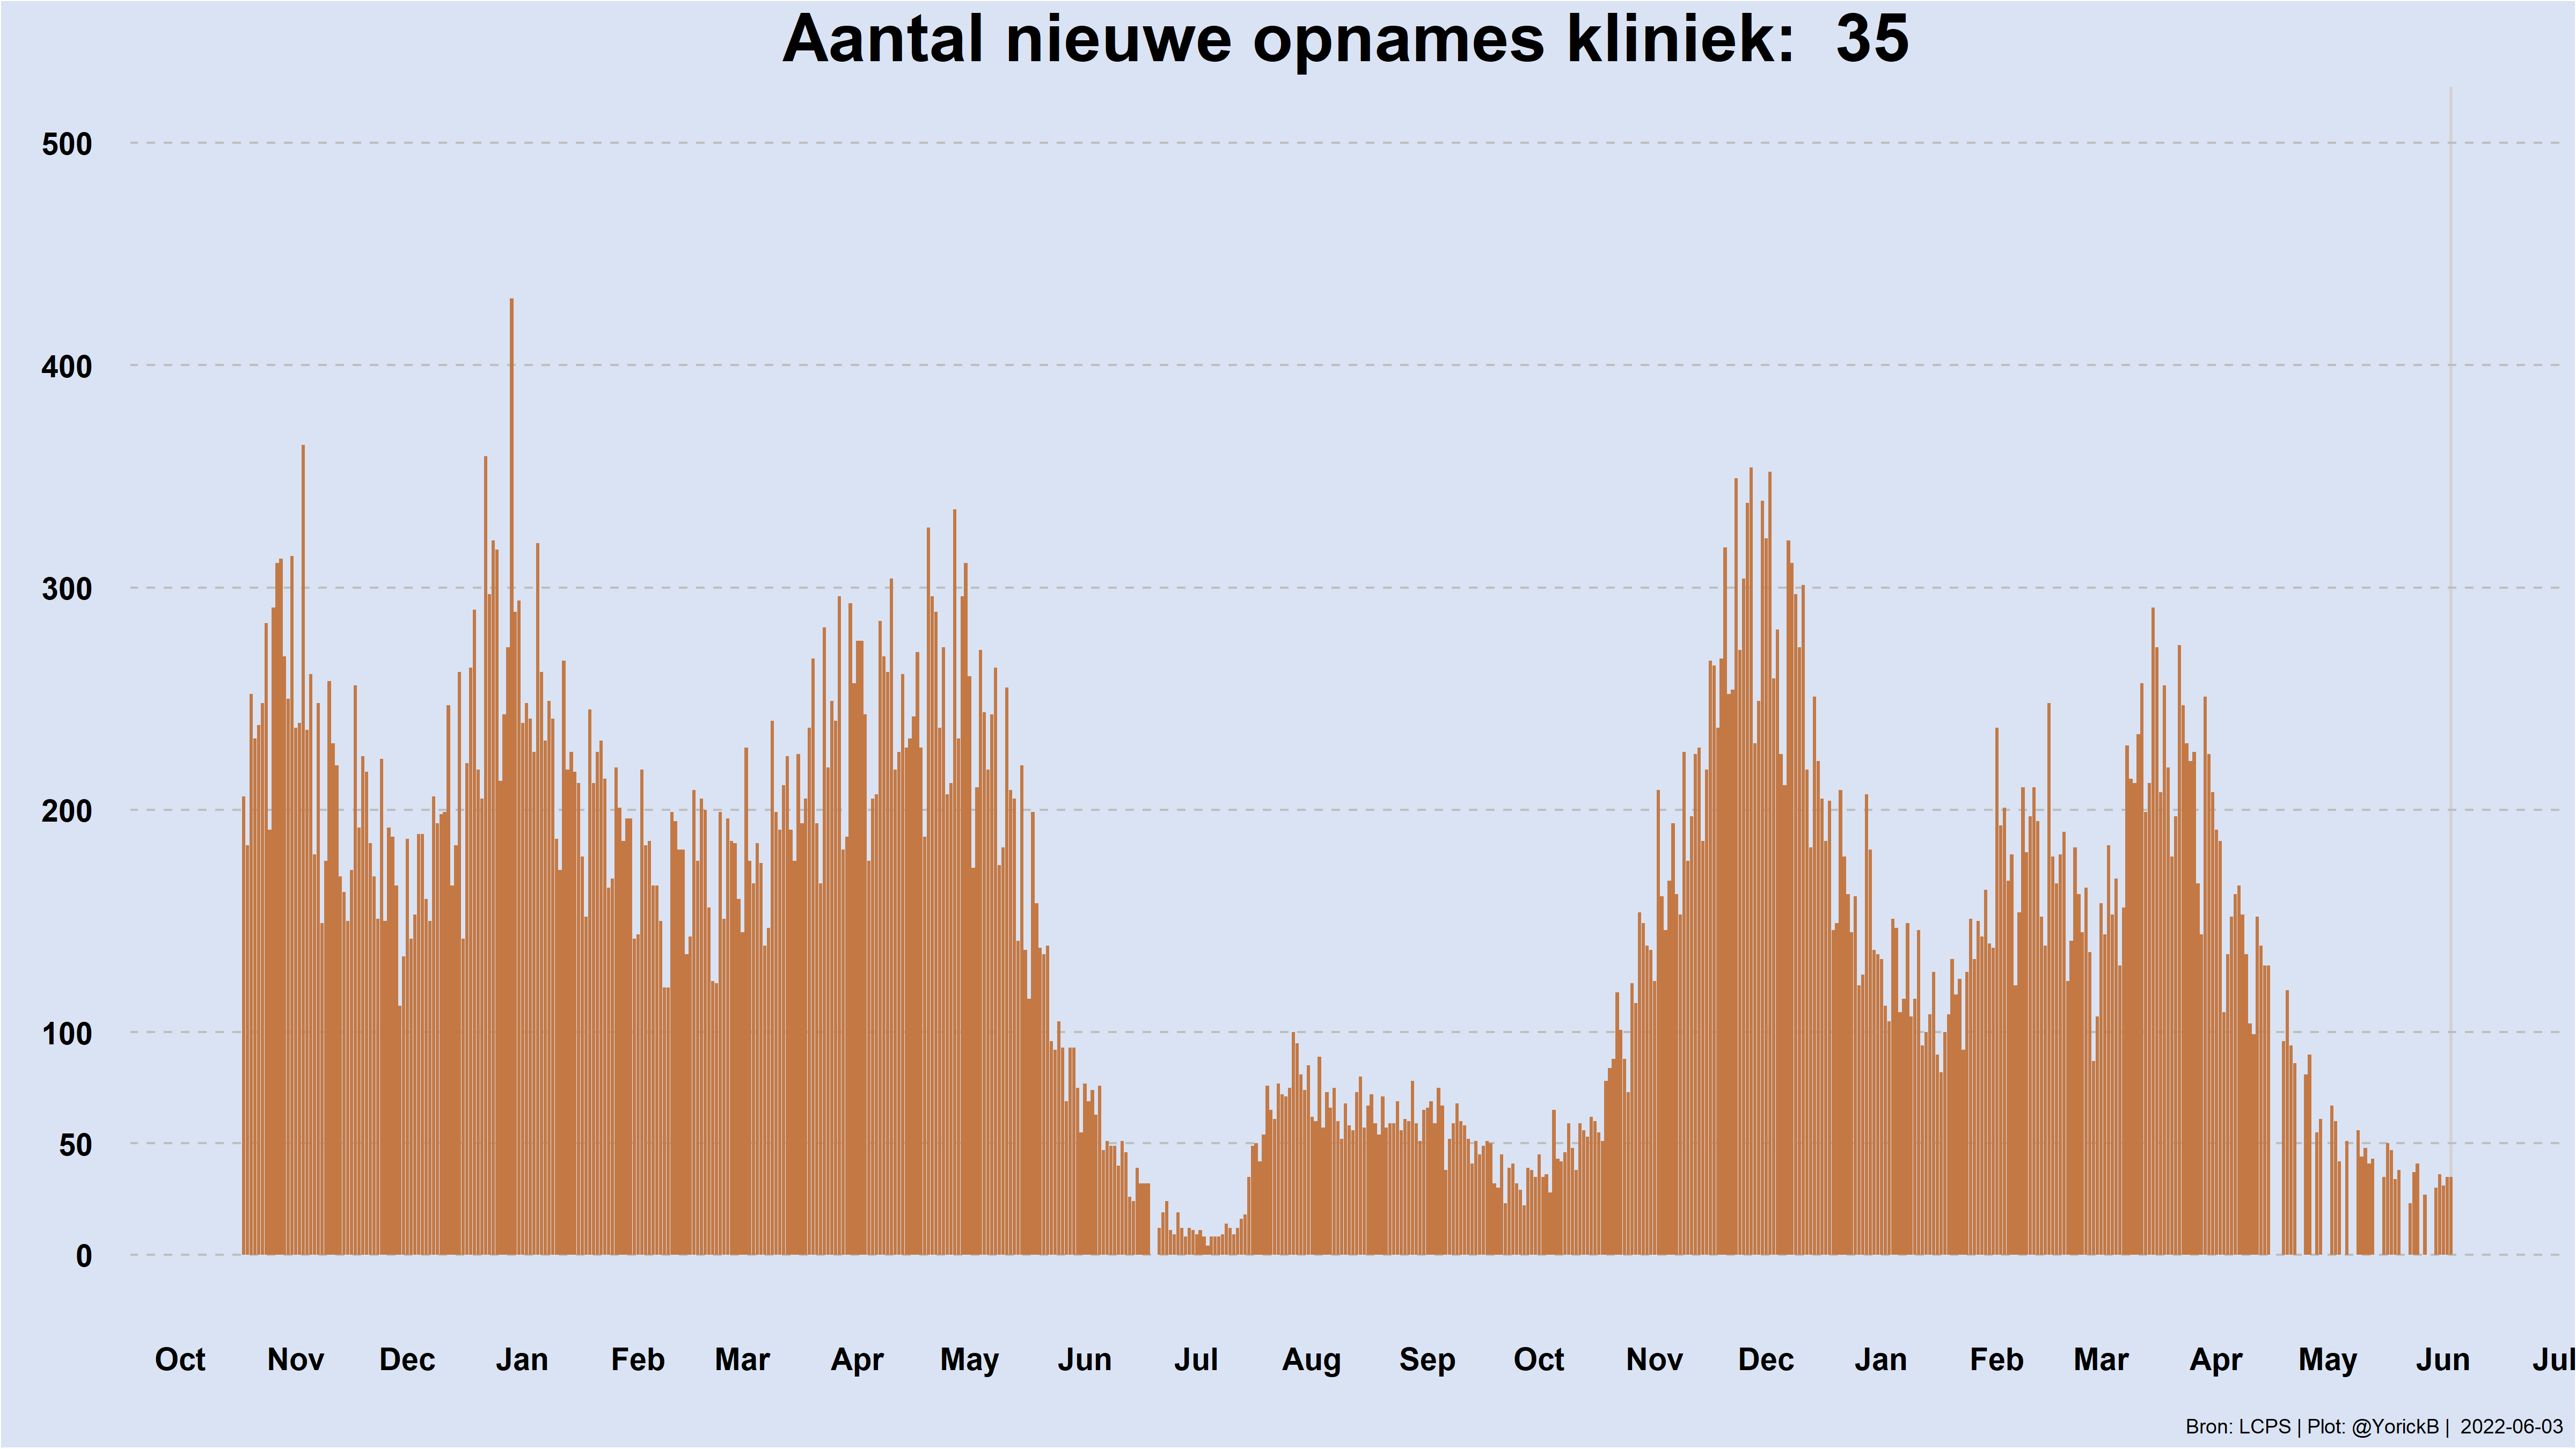 Aantal nieuwe opnames kliniek: 35
500
400
300
200
100
50
0
Oct Nov Dec Jan Feb Mar Apr May Jun Jul Aug Sep Oct Nov Dec Jan Feb Mar Apr May Jun Jul
Bron: LCPS | Plot: @YorickB | 2022-06-03